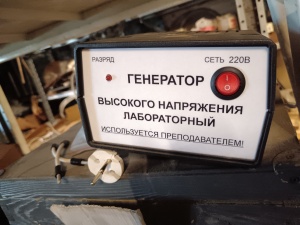 РАЗРЯД СЕТЬ 220В
ГЕНЕРАТОР
ВЫСОКОГО НАПРЯЖЕНИЯ
ЛАБОРАТОРНЫЙ
ИСПОЛЬЗУЕТСЯ ПРЕПОДАВАТЕЛЕМ!